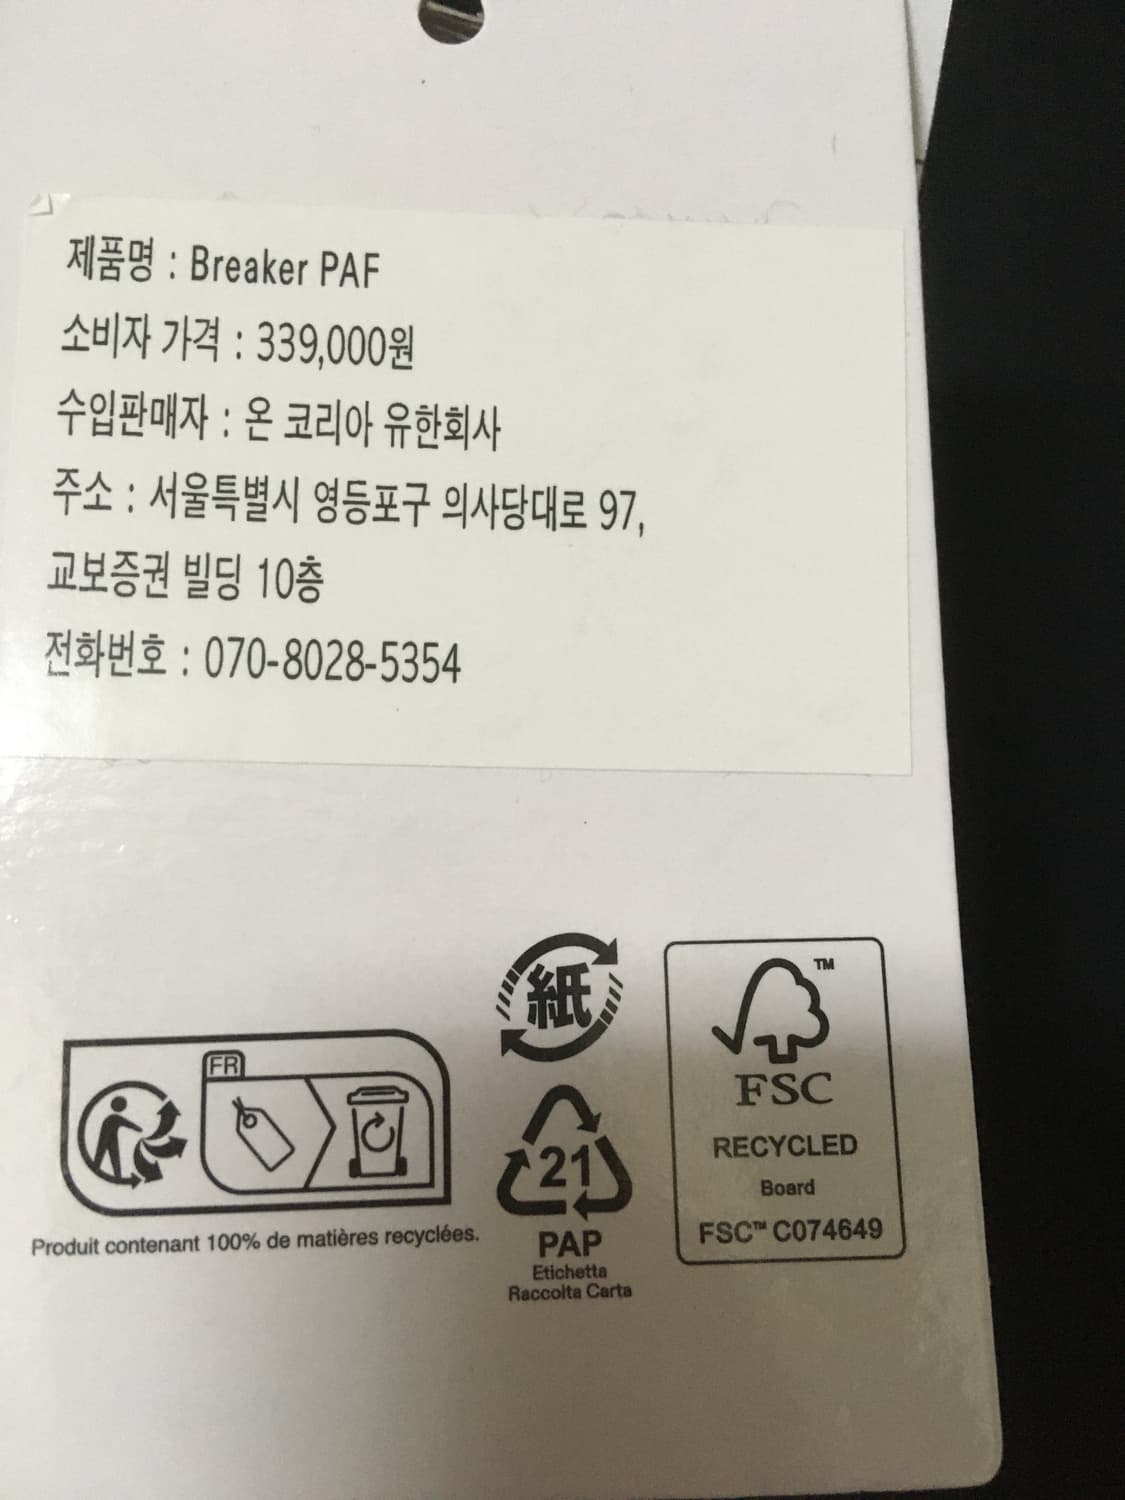 제품명 : Breaker PAF
소비자 가격 : 339,000원
수입판매자 : 온 코리아 유한회사
주소 : 서울특별시 영등포구 의사당대로 97,
교보증권 빌딩 10층
전화번호 : 070-8028-5354
FR
Produit contenant 100% de matières recyclées.
紙
21
PAP
Etichetta
Raccolta Carta
TM
FSC
RECYCLED
Board
FSC™ C074649